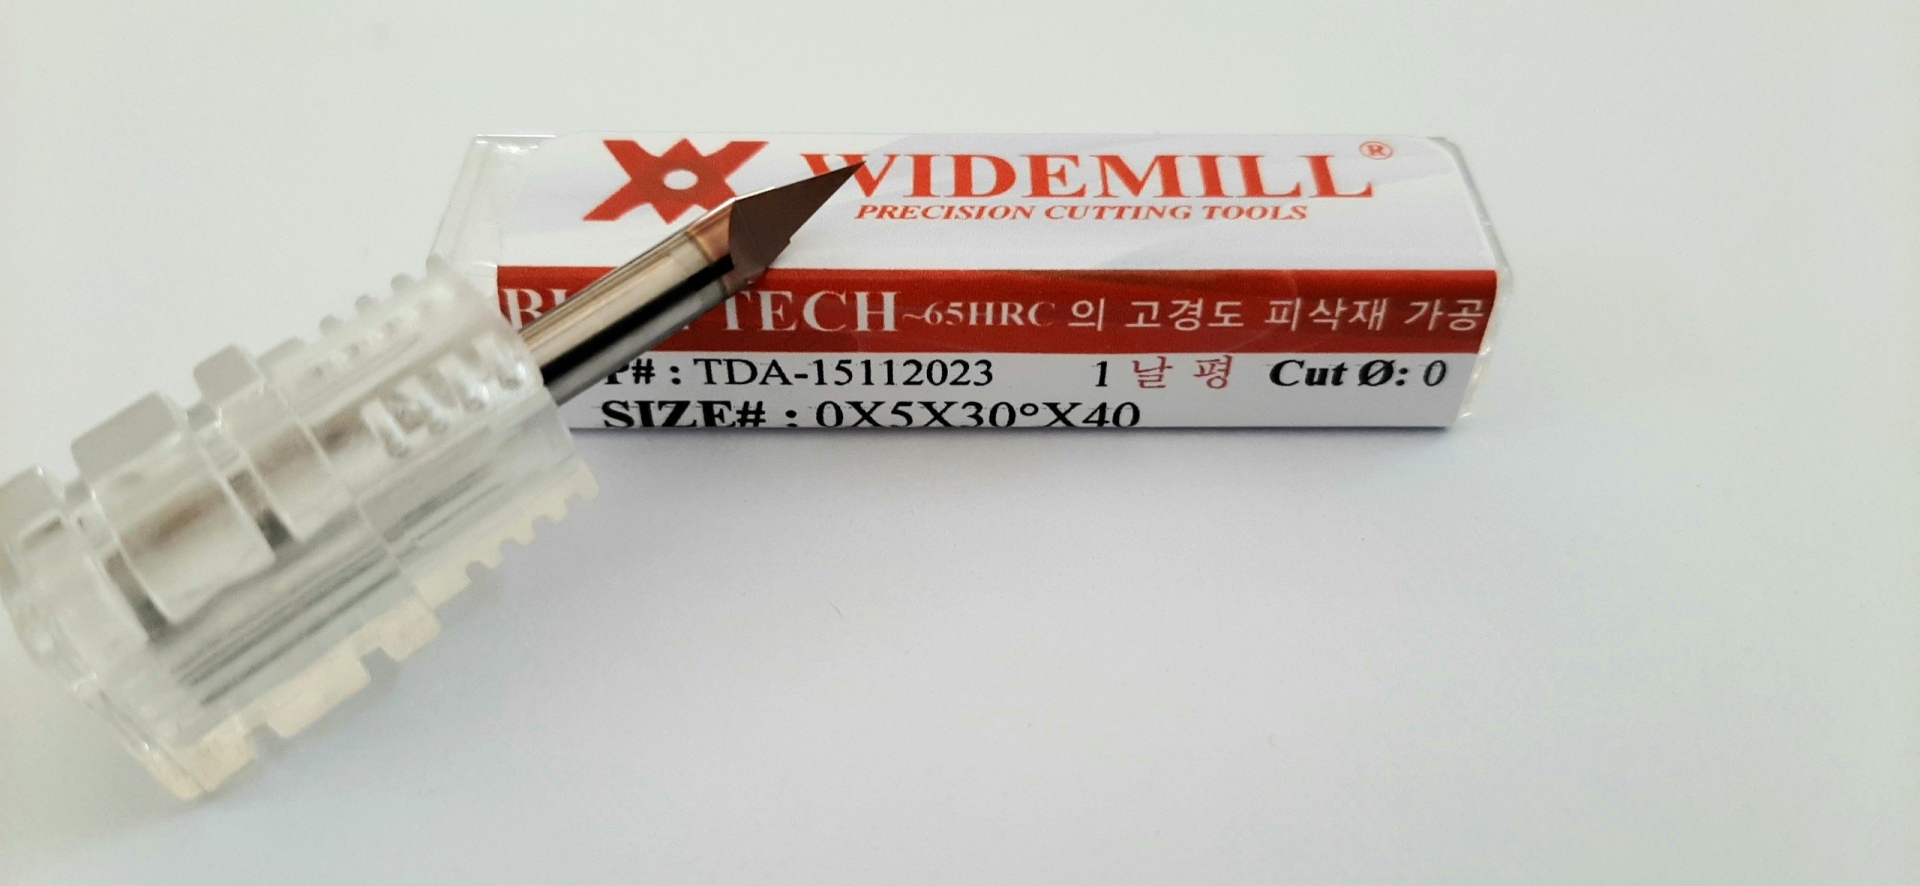 WIDEMILL®
PRECISION CUTTING TOOLS
TECH~65HRC 의 고경도 피삭재 가공
P# : TDA-15112023 1 날 평 Cut Ø: 0
SIZE# : 0X5X30°X40